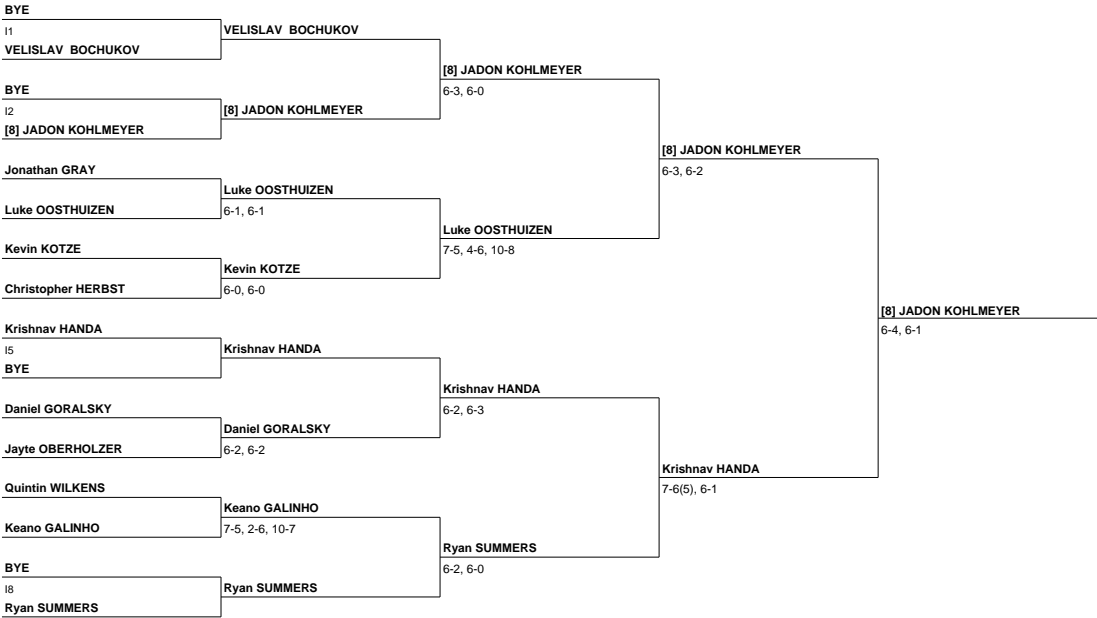 BYE
I1
VELISLAV  BOCHUKOV
BYE
I2
[8] JADON KOHLMEYER
Jonathan GRAY
Luke OOSTHUIZEN
Kevin KOTZE
Christopher HERBST
Krishnav HANDA
I5
BYE
Daniel GORALSKY
Jayte OBERHOLZER
Quintin WILKENS
Keano GALINHO
BYE
I8
Ryan SUMMERS
VELISLAV  BOCHUKOV
[8] JADON KOHLMEYER
Luke OOSTHUIZEN
6-1, 6-1
Kevin KOTZE
6-0, 6-0
Krishnav HANDA
Daniel GORALSKY
6-2, 6-2
Keano GALINHO
7-5, 2-6, 10-7
Ryan SUMMERS
[8] JADON KOHLMEYER
6-3, 6-0
Luke OOSTHUIZEN
7-5, 4-6, 10-8
Krishnav HANDA
6-2, 6-3
Ryan SUMMERS
6-2, 6-0
[8] JADON KOHLMEYER
6-3, 6-2
Krishnav HANDA
7-6(5), 6-1
[8] JADON KOHLMEYER
6-4, 6-1